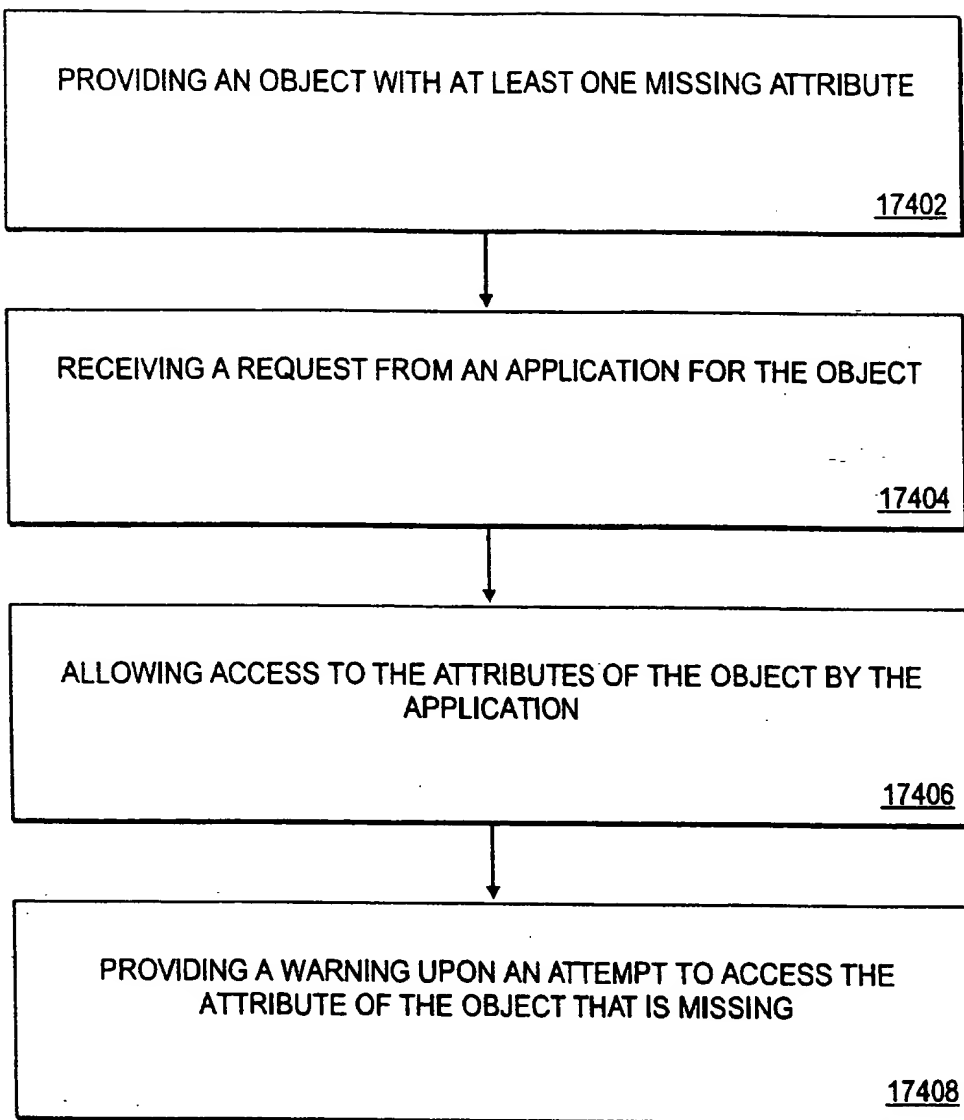 PROVIDING AN OBJECT WITH AT LEAST ONE MISSING ATTRIBUTE
17402
RECEIVING A REQUEST FROM AN APPLICATION FOR THE OBJECT
17404
ALLOWING ACCESS TO THE ATTRIBUTES OF THE OBJECT BY THE
APPLICATION
17406
PROVIDING A WARNING UPON AN ATTEMPT TO ACCESS THE
ATTRIBUTE OF THE OBJECT THAT IS MISSING
17408